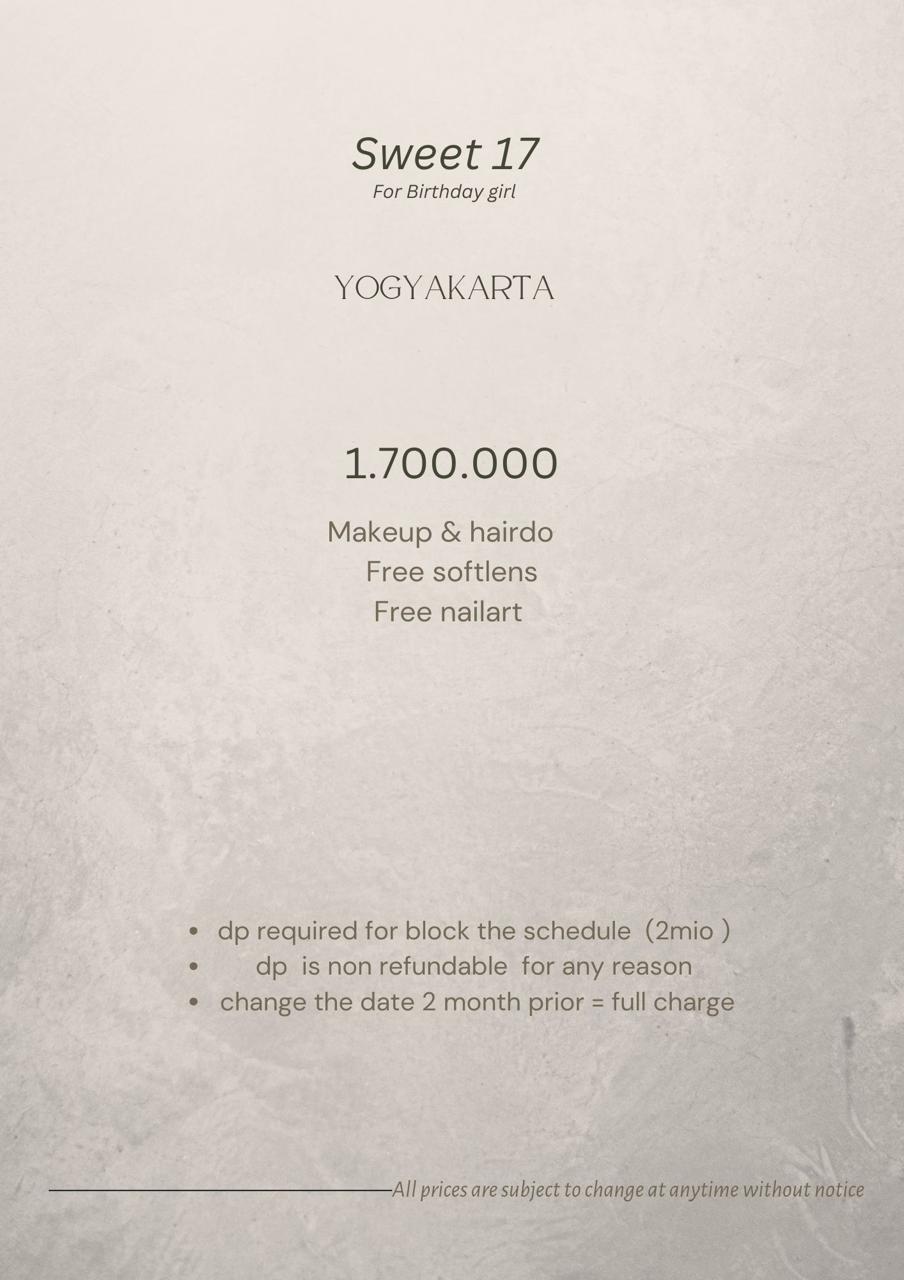 Sweet 17
For Birthday girl
YOGYAKARTA
1.700.000
Makeup & hairdo
Free softlens
Free nailart
• dp required for block the schedule (2mio )
• dp is non refundable for any reason
• change the date 2 month prior = full charge
All prices are subject to change at anytime without notice